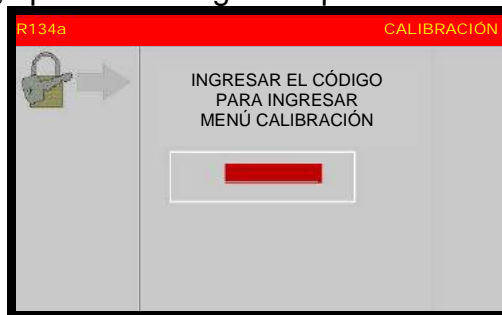 R134a CALIBRACIÓN
INGRESAR EL CÓDIGO
PARA INGRESAR
MENÚ CALIBRACIÓN